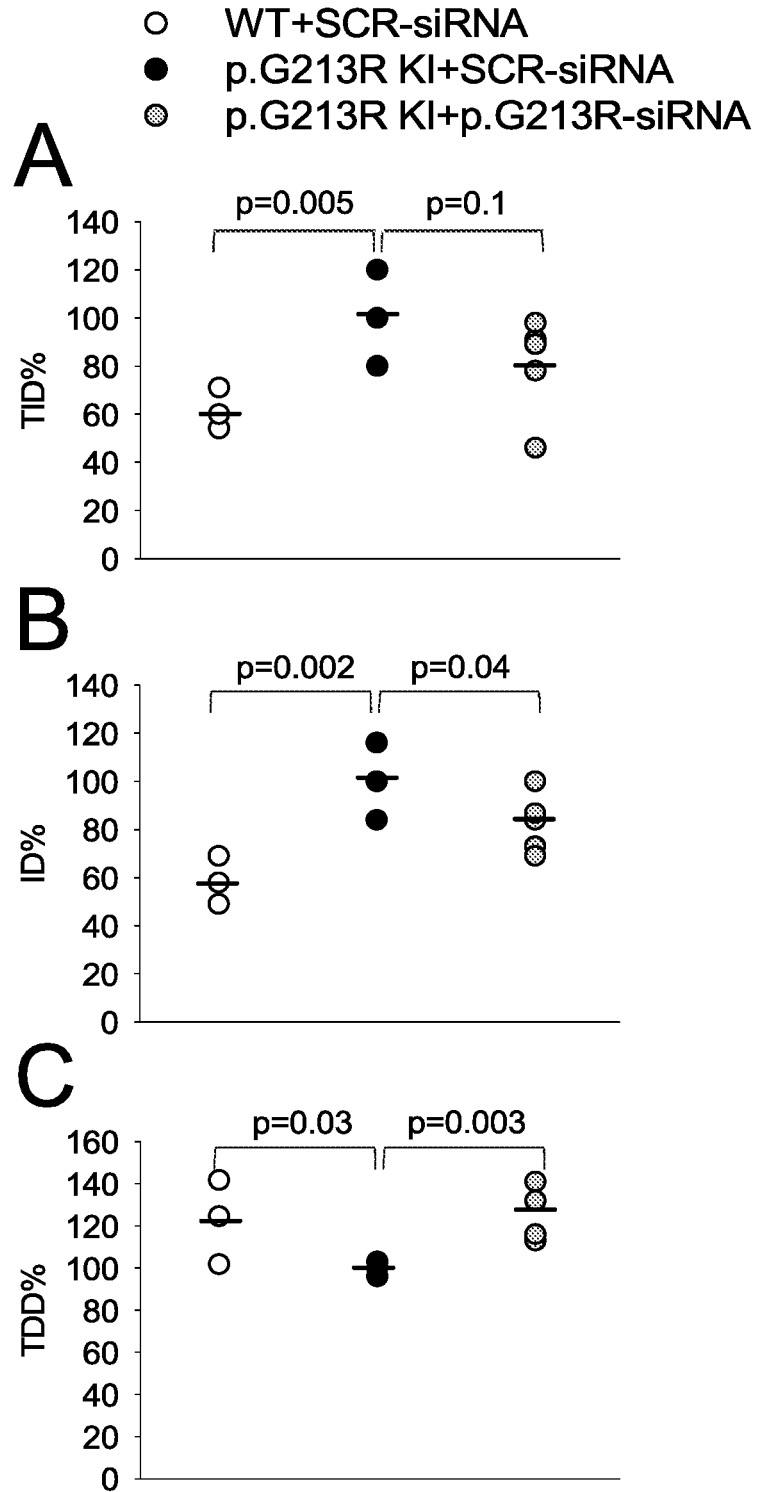 WT+SCR-siRNA
p.G213R KI+SCR-siRNA
p.G213R KI+p.G213R-siRNA
A
p=0.005 p=0.1
140
120
100
80
60
40
20
0
TID%
B
p=0.002 p=0.04
140
120
100
80
60
40
20
0
ID%
C
p=0.03 p=0.003
160
140
120
100
80
60
40
20
0
TDD%